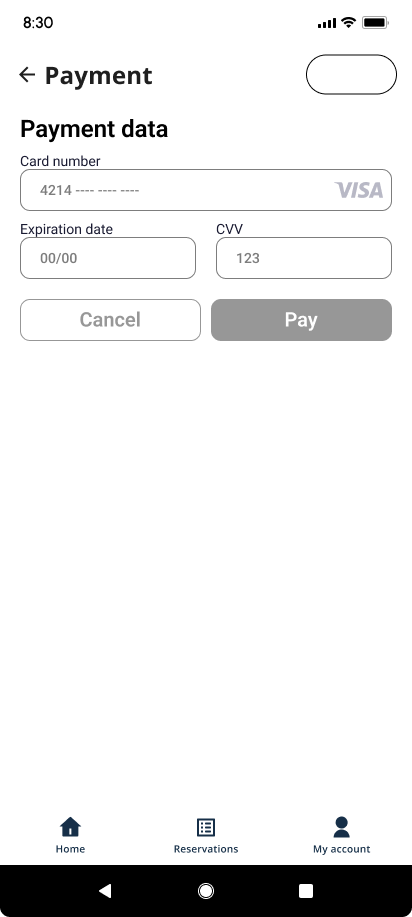 8:30
Payment
Payment data
Card number
4214 ---- ---- ----
VISA
Expiration date
CVV
00/00
123
Cancel
Pay
Home
Reservations
My account